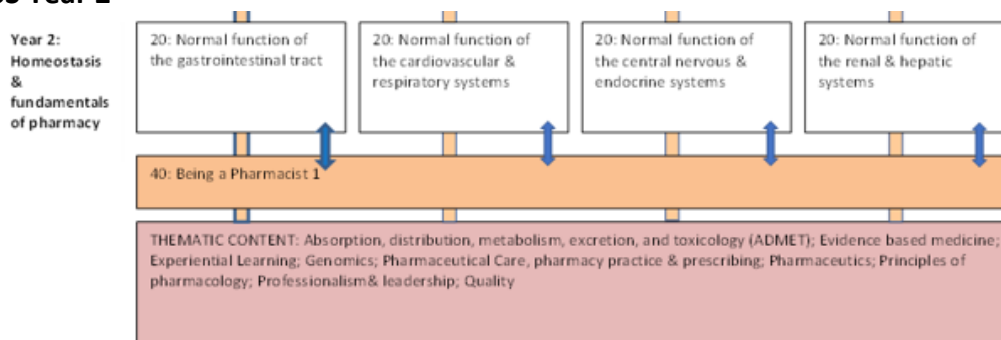 Year 2:
Homeostasis
&
fundamentals
of pharmacy
20: Normal function of
the gastrointestinal tract
20: Normal function of
the cardiovascular &
respiratory systems
20: Normal function of
the central nervous &
endocrine systems
20: Normal function of
the renal & hepatic
systems
40: Being a Pharmacist 1
THEMATIC CONTENT: Absorption, distribution, metabolism, excretion, and toxicology (ADMET); Evidence based medicine;
Experiential Learning; Genomics; Pharmaceutical Care, pharmacy practice & prescribing; Pharmaceutics; Principles of
pharmacology; Professionalism& leadership; Quality